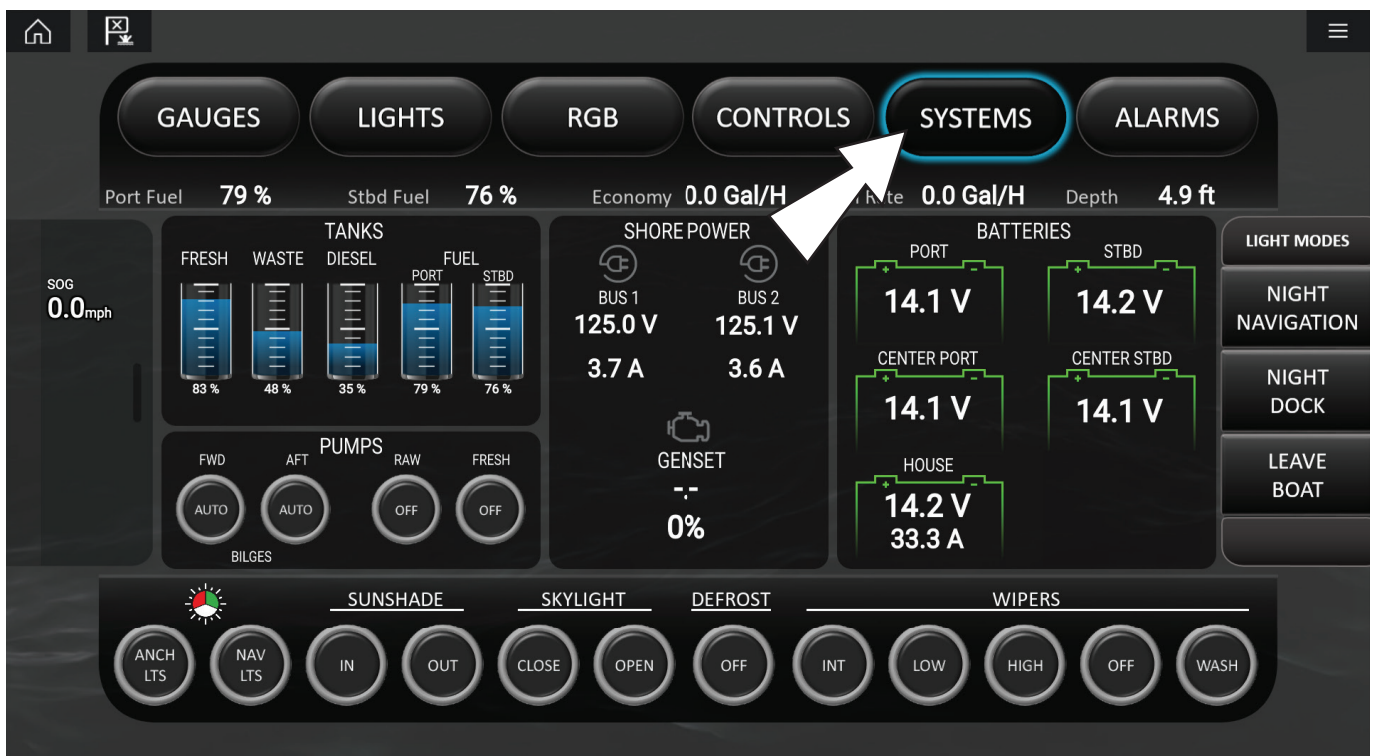 GAUGES LIGHTS RGB CONTROLS SYSTEMS ALARMS
Port Fuel 79 % Stbd Fuel 76 % Economy 0.0 Gal/H 0.0 Gal/H Depth 4.9 ft
SOG
0.0mph
TANKS
FRESH WASTE DIESEL FUEL
PORT STBD
83 % 48 % 35 % 79 % 76 %
PUMPS
FWD AFT RAW FRESH
AUTO AUTO OFF OFF
BILGES
SHORE POWER
BUS 1 BUS 2
125.0 V 125.1 V
3.7 A 3.6 A
GENSET
-.-
0%
BATTERIES
PORT STBD
14.1 V 14.2 V
CENTER PORT CENTER STBD
14.1 V 14.1 V
HOUSE
14.2 V
33.3 A
LIGHT MODES
NIGHT
NAVIGATION
NIGHT
DOCK
LEAVE
BOAT
SUNSHADE SKYLIGHT DEFROST WIPERS
ANCH
LTS
NAV
LTS
IN OUT CLOSE OPEN OFF INT LOW HIGH OFF WASH